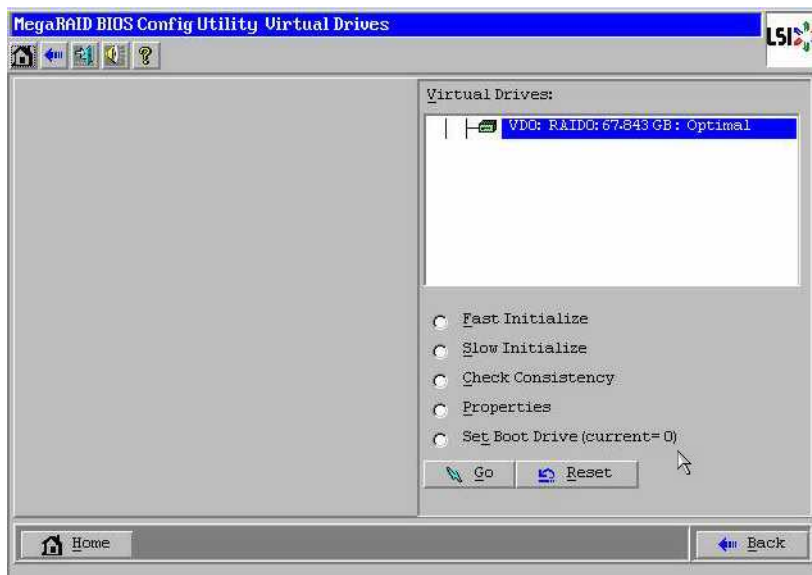 MegaRAID BIOS Config Utility Virtual Drives
LSI
Virtual Drives:
VD0: RAID0: 67.843 GB: Optimal
Fast Initialize
Slow Initialize
Check Consistency
Properties
Set Boot Drive (current= 0)
Go
Reset
Home
Back